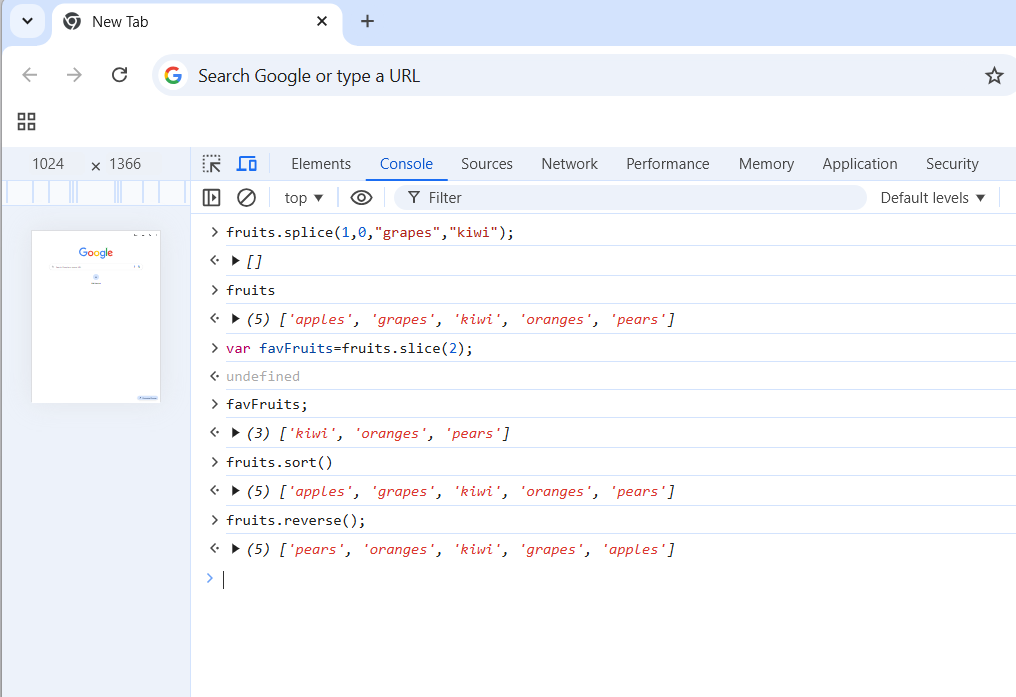 New Tab
Search Google or type a URL
1024 × 1366
Elements Console Sources Network Performance Memory Application Security
top Filter Default levels
Google
fruits.splice(1,0,"grapes","kiwi");
[]
fruits
(5) ['apples', 'grapes', 'kiwi', 'oranges', 'pears']
var favFruits=fruits.slice(2);
undefined
favFruits;
(3) ['kiwi', 'oranges', 'pears']
fruits.sort()
(5) ['apples', 'grapes', 'kiwi', 'oranges', 'pears']
fruits.reverse();
(5) ['pears', 'oranges', 'kiwi', 'grapes', 'apples']